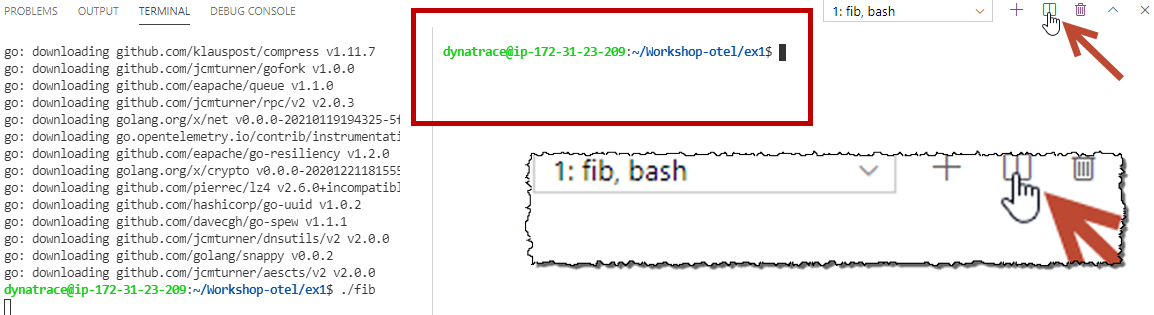 PROBLEMS OUTPUT TERMINAL DEBUG CONSOLE
1: fib, bash
go: downloading github.com/klauspost/compress v1.11.7
go: downloading github.com/jcmturner/gofork v1.0.0
go: downloading github.com/eapache/queue v1.1.0
go: downloading github.com/jcmturner/rpc/v2 v2.0.3
go: downloading golang.org/x/net v0.0.0-20210119194325-5f
go: downloading go.opentelemetry.io/contrib/instrumentati
go: downloading github.com/eapache/go-resiliency v1.2.0
go: downloading golang.org/x/crypto v0.0.0-20201221181555
go: downloading github.com/pierrec/lz4 v2.6.0+incompatibl
go: downloading github.com/hashicorp/go-uuid v1.0.2
go: downloading github.com/davecgh/go-spew v1.1.1
go: downloading github.com/jcmturner/dnsutils/v2 v2.0.0
go: downloading github.com/golang/snappy v0.0.2
go: downloading github.com/jcmturner/aescts/v2 v2.0.0
dynatrace@ip-172-31-23-209:~/Workshop-otel/ex1$ ./fib
dynatrace@ip-172-31-23-209:~/Workshop-otel/ex1$
1: fib, bash